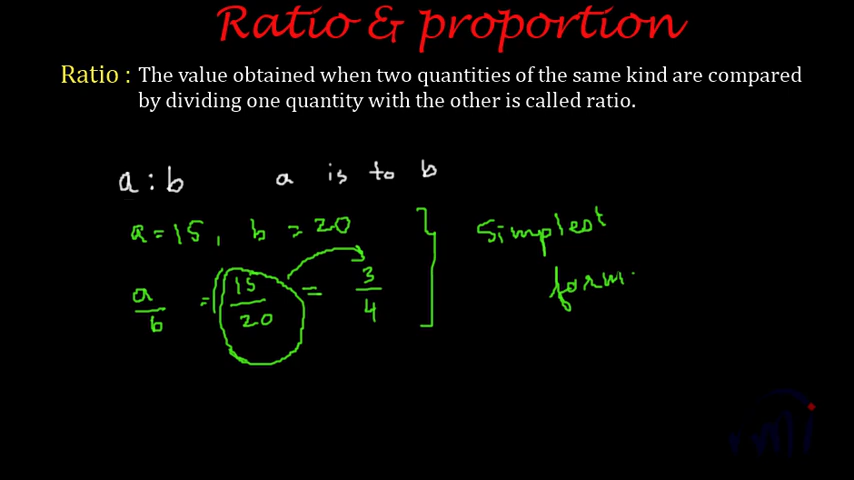 Ratio & proportion
Ratio : The value obtained when two quantities of the same kind are compared
by dividing one quantity with the other is called ratio.
a : b a is to b
a = 15, b = 20
a/b = 15/20 = 3/4
Simplest
form.